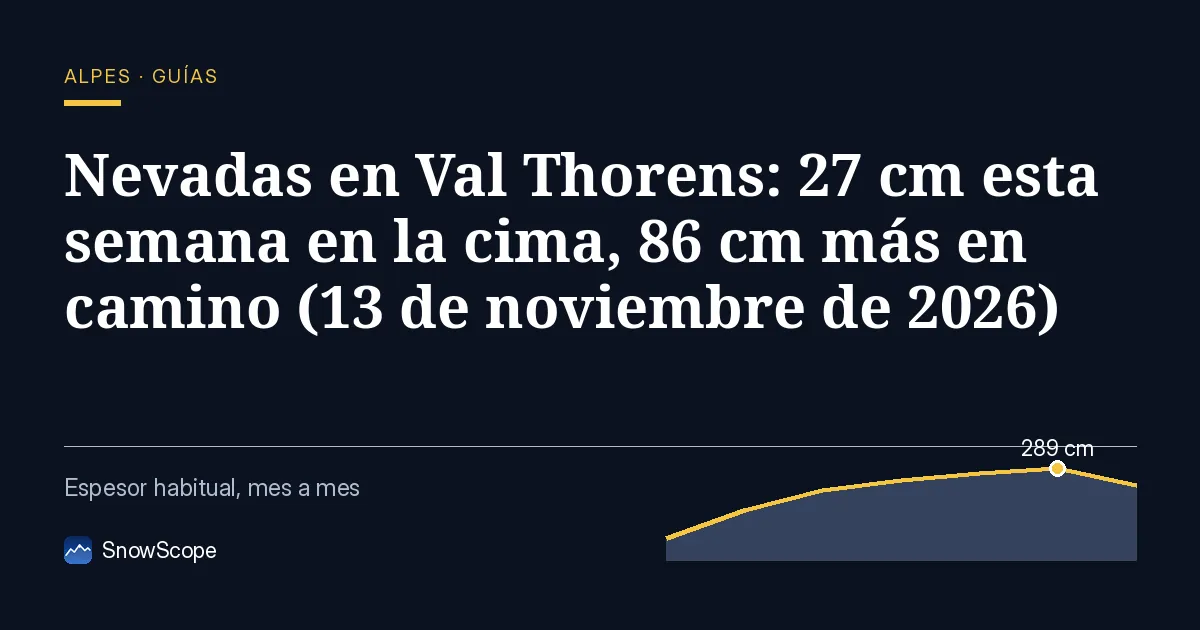 ALPES · GUÍAS
Nevadas en Val Thorens: 27 cm esta
semana en la cima, 86 cm más en
camino (13 de noviembre de 2026)
289 cm
Espesor habitual, mes a mes
SnowScope